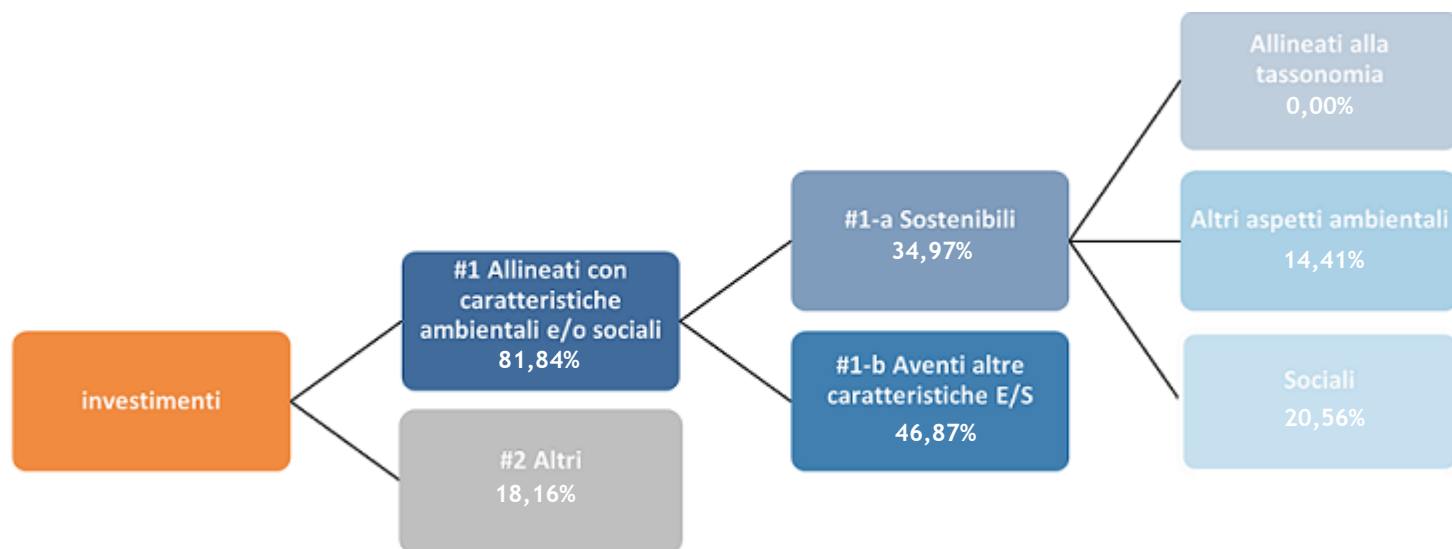 investimenti
#1 Allineati con
caratteristiche
ambientali e/o sociali
81,84%
#2 Altri
18,16%
#1-a Sostenibili
34,97%
#1-b Aventi altre
caratteristiche E/S
46,87%
Allineati alla
tassonomia
0,00%
Altri aspetti ambientali
14,41%
Sociali
20,56%